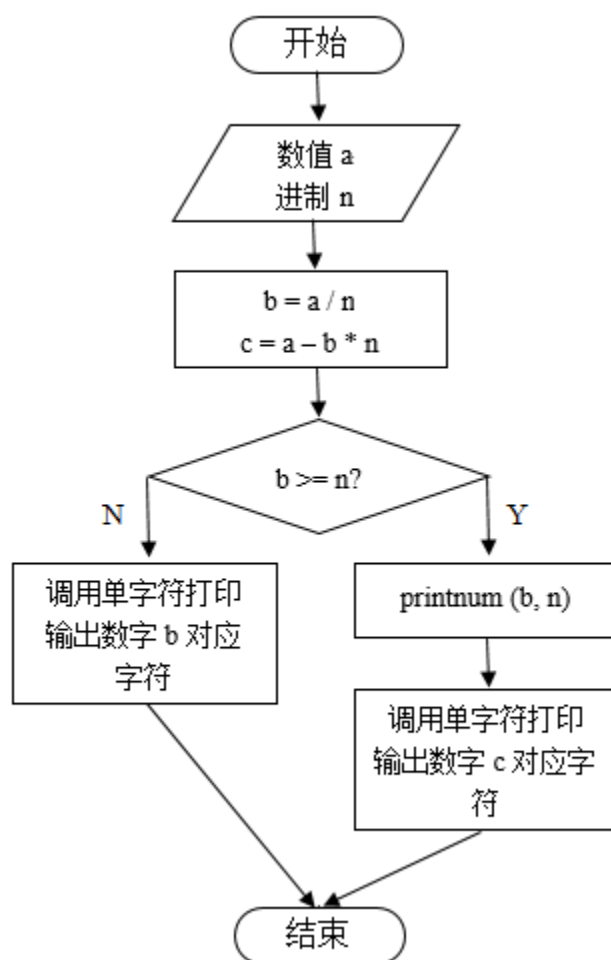 开始
数值 a
进制 n
b = a / n
c = a – b * n
b >= n?
N
Y
调用单字符打印
输出数字 b 对应
字符
printnum (b, n)
调用单字符打印
输出数字 c 对应字
符
结束